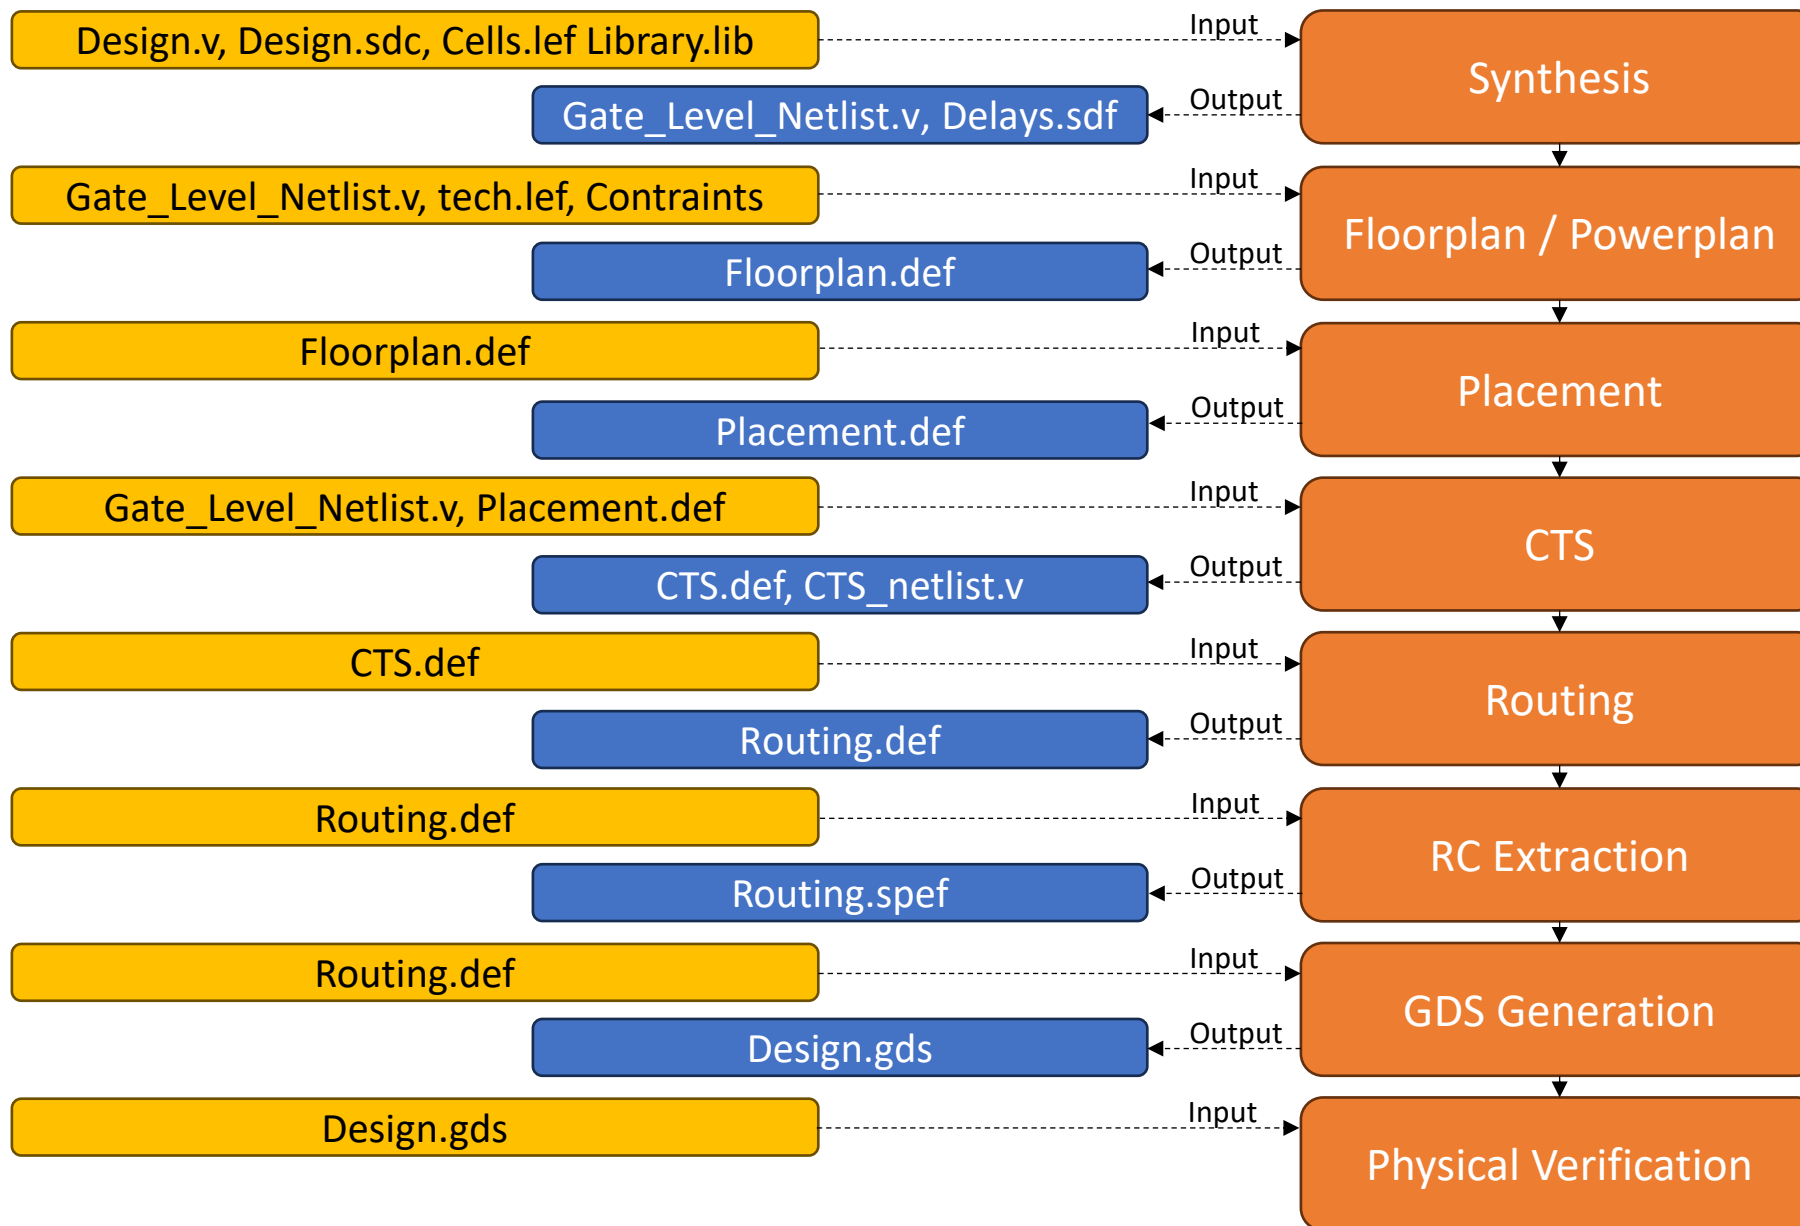 Design.v, Design.sdc, Cells.lef Library.lib
Input
Synthesis
Gate_Level_Netlist.v, Delays.sdf
Output
Gate_Level_Netlist.v, tech.lef, Contraints
Input
Floorplan / Powerplan
Floorplan.def
Output
Floorplan.def
Input
Placement
Placement.def
Output
Gate_Level_Netlist.v, Placement.def
Input
CTS
CTS.def, CTS_netlist.v
Output
CTS.def
Input
Routing
Routing.def
Output
Routing.def
Input
RC Extraction
Routing.spef
Output
Routing.def
Input
GDS Generation
Design.gds
Output
Design.gds
Input
Physical Verification